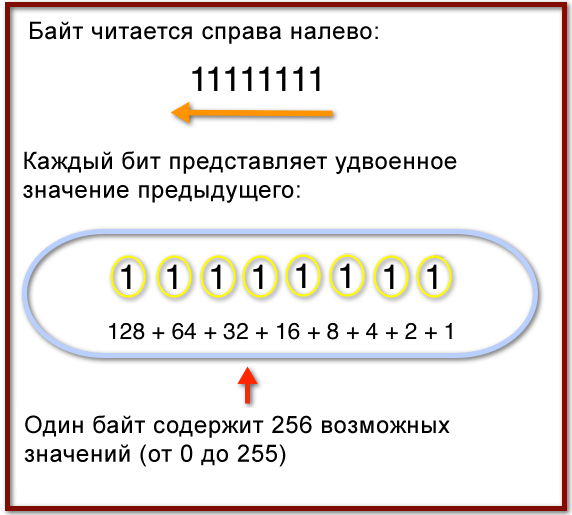 Байт читается справа налево:
11111111
Каждый бит представляет удвоенное
значение предыдущего:
1 1 1 1 1 1 1 1
128 + 64 + 32 + 16 + 8 + 4 + 2 + 1
Один байт содержит 256 возможных
значений (от 0 до 255)